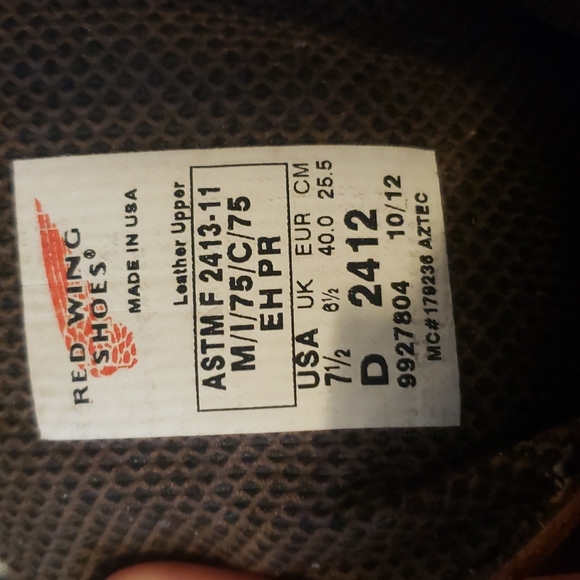 RED WING
SHOES®
MADE IN USA
Leather Upper
ASTM F 2413-11
M/I/75/C/75
EH PR
USA UK EUR CM
7½ 6½ 40.0 25.5
D 2412
9927804 10/12
MC#178236 AZTEC